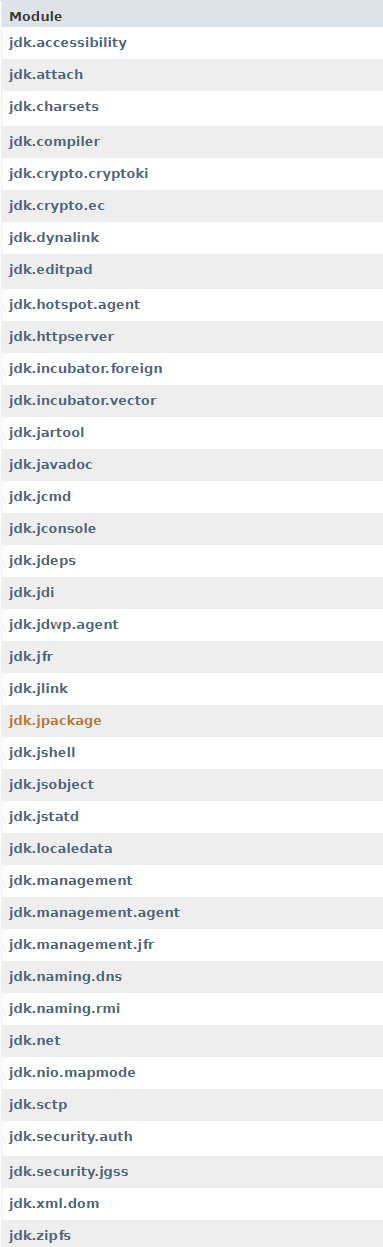 Module
jdk.accessibility
jdk.attach
jdk.charsets
jdk.compiler
jdk.crypto.cryptoki
jdk.crypto.ec
jdk.dynalink
jdk.editpad
jdk.hotspot.agent
jdk.httpserver
jdk.incubator.foreign
jdk.incubator.vector
jdk.jartool
jdk.javadoc
jdk.jcmd
jdk.jconsole
jdk.jdeps
jdk.jdi
jdk.jdwp.agent
jdk.jfr
jdk.jlink
jdk.jpackage
jdk.jshell
jdk.jsobject
jdk.jstatd
jdk.localedata
jdk.management
jdk.management.agent
jdk.management.jfr
jdk.naming.dns
jdk.naming.rmi
jdk.net
jdk.nio.mapmode
jdk.sctp
jdk.security.auth
jdk.security.jgss
jdk.xml.dom
jdk.zipfs